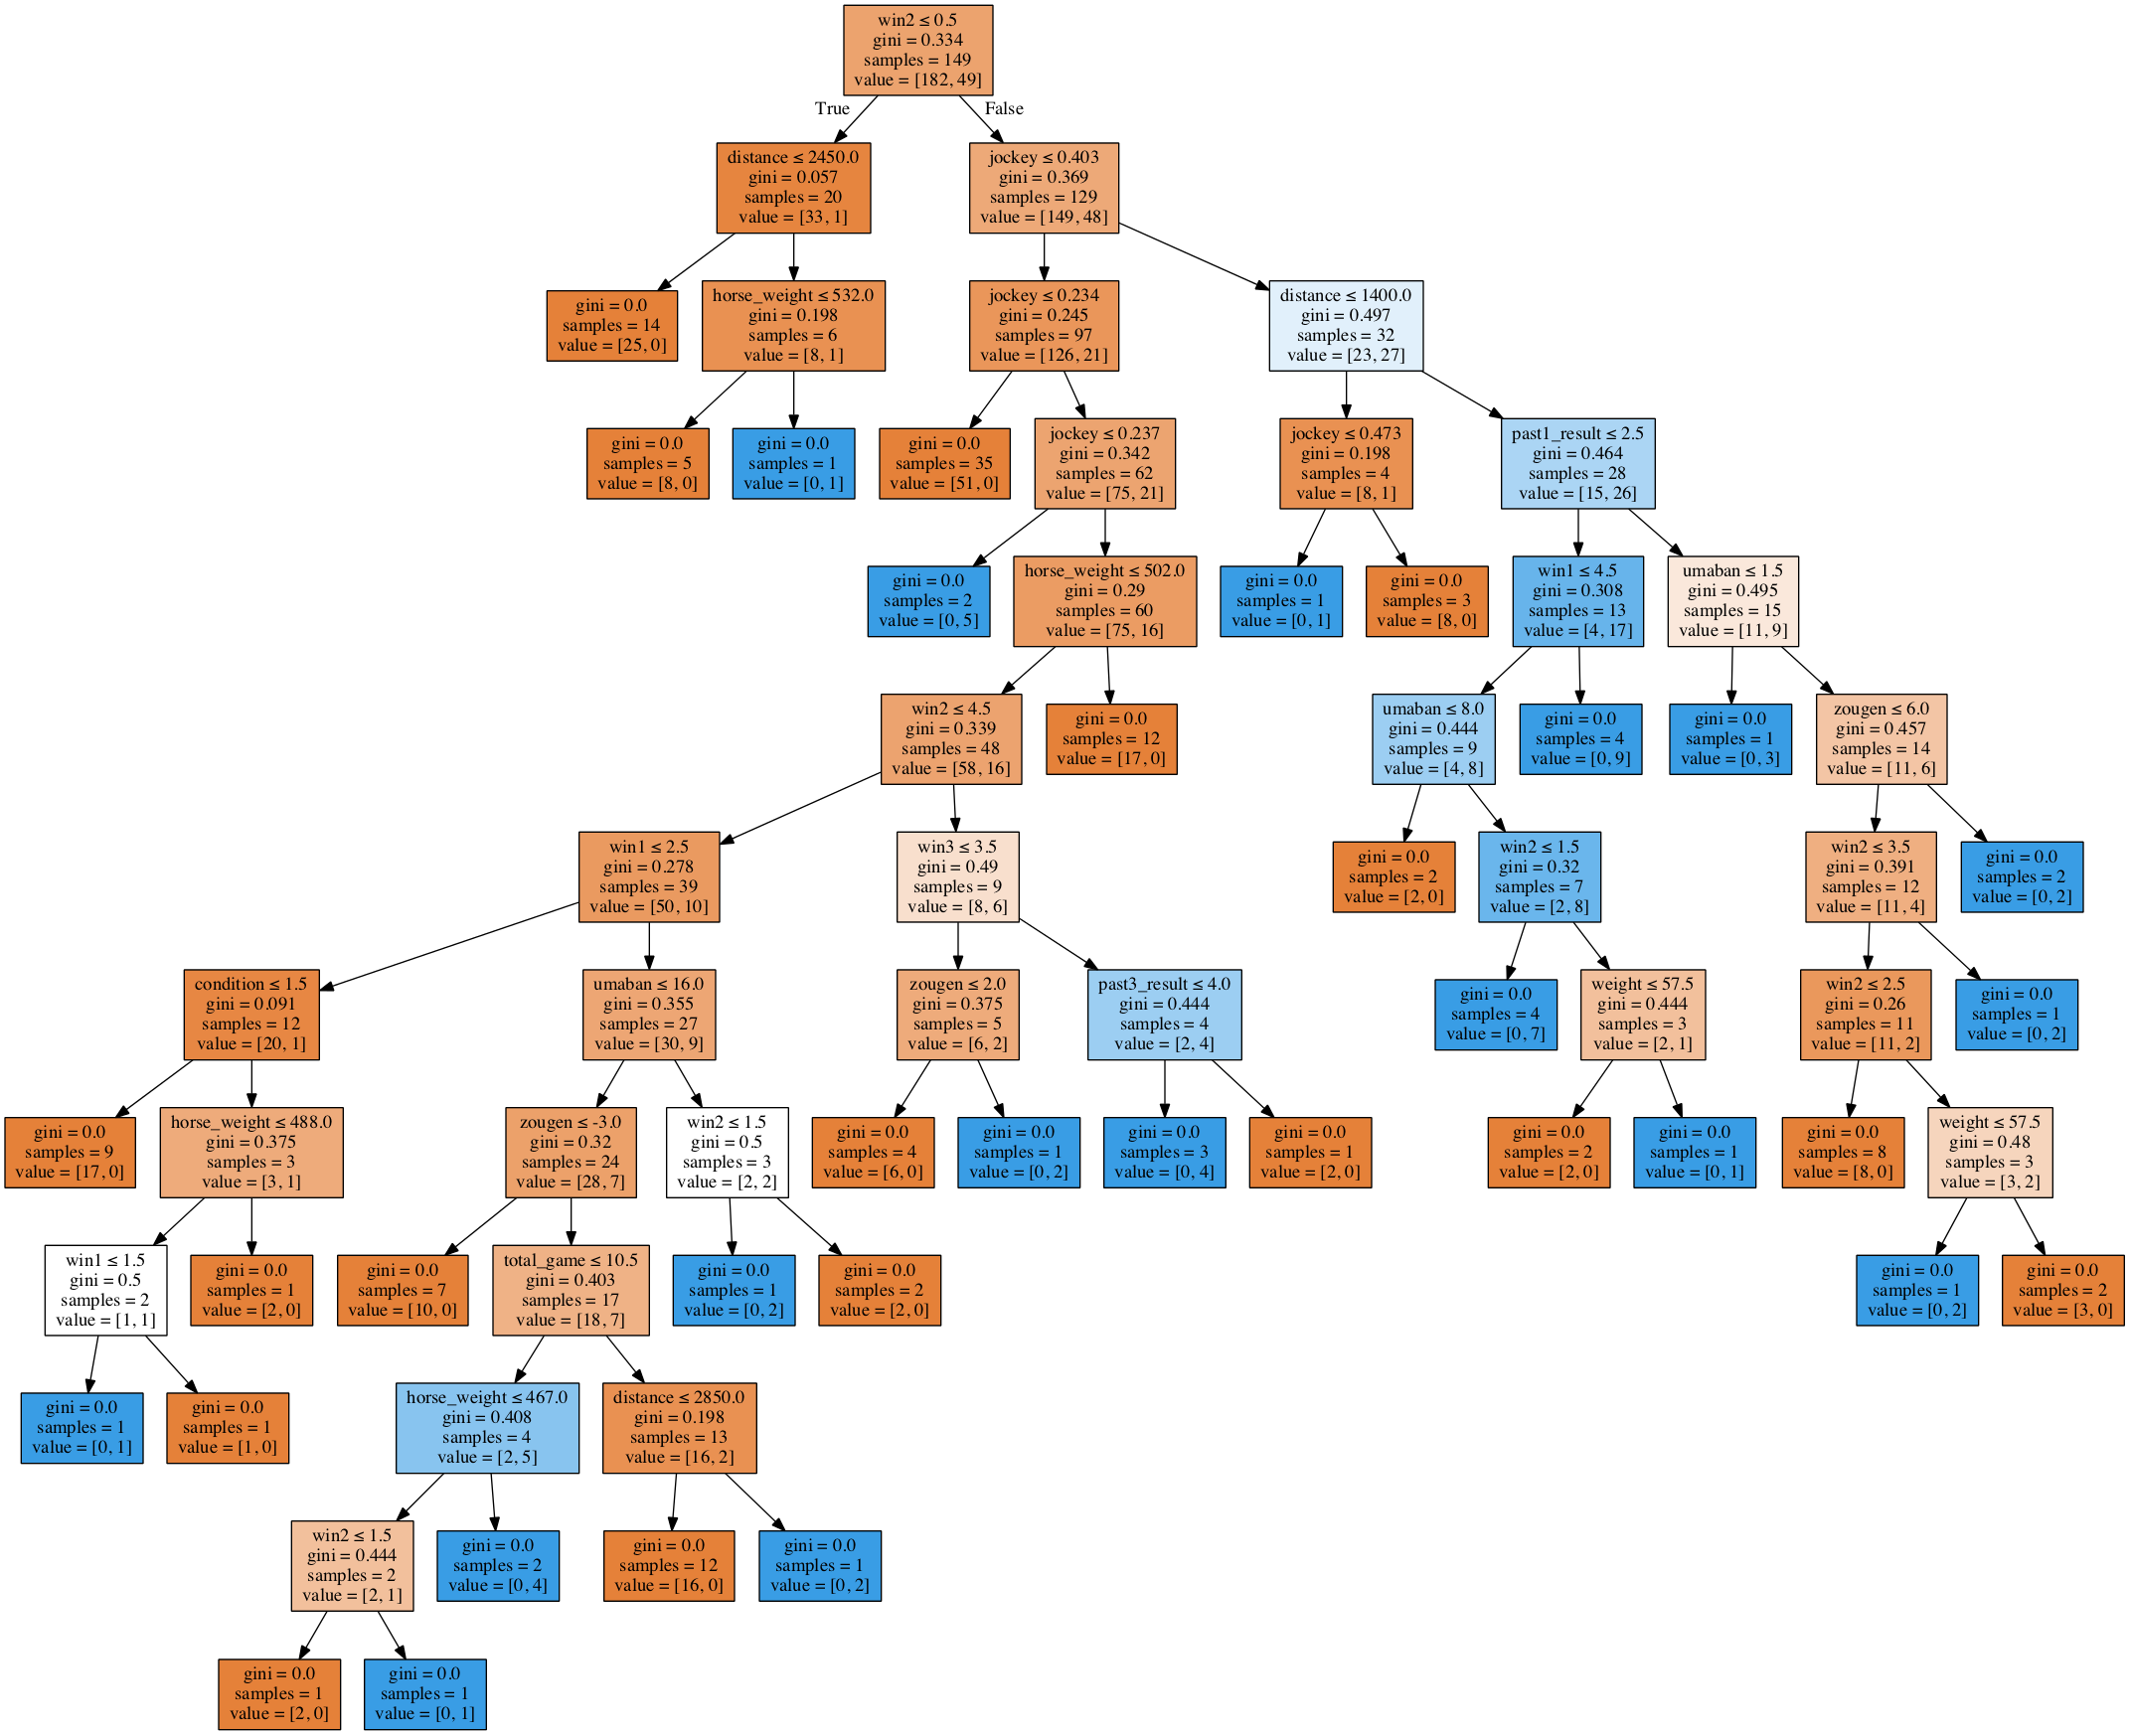 win2 ≤ 0.5
gini = 0.334
samples = 149
value = [182, 49]
True
False
distance ≤ 2450.0
gini = 0.057
samples = 20
value = [33, 1]
jockey ≤ 0.403
gini = 0.369
samples = 129
value = [149, 48]
gini = 0.0
samples = 14
value = [25, 0]
horse_weight ≤ 532.0
gini = 0.198
samples = 6
value = [8, 1]
jockey ≤ 0.234
gini = 0.245
samples = 97
value = [126, 21]
distance ≤ 1400.0
gini = 0.497
samples = 32
value = [23, 27]
gini = 0.0
samples = 5
value = [8, 0]
gini = 0.0
samples = 1
value = [0, 1]
gini = 0.0
samples = 35
value = [51, 0]
jockey ≤ 0.237
gini = 0.342
samples = 62
value = [75, 21]
jockey ≤ 0.473
gini = 0.198
samples = 4
value = [8, 1]
past1_result ≤ 2.5
gini = 0.464
samples = 28
value = [15, 26]
gini = 0.0
samples = 2
value = [0, 5]
horse_weight ≤ 502.0
gini = 0.29
samples = 60
value = [75, 16]
gini = 0.0
samples = 1
value = [0, 1]
gini = 0.0
samples = 3
value = [8, 0]
win1 ≤ 4.5
gini = 0.308
samples = 13
value = [4, 17]
umaban ≤ 1.5
gini = 0.495
samples = 15
value = [11, 9]
win2 ≤ 4.5
gini = 0.339
samples = 48
value = [58, 16]
gini = 0.0
samples = 12
value = [17, 0]
umaban ≤ 8.0
gini = 0.444
samples = 9
value = [4, 8]
gini = 0.0
samples = 4
value = [0, 9]
gini = 0.0
samples = 1
value = [0, 3]
zougen ≤ 6.0
gini = 0.457
samples = 14
value = [11, 6]
win1 ≤ 2.5
gini = 0.278
samples = 39
value = [50, 10]
win3 ≤ 3.5
gini = 0.49
samples = 9
value = [8, 6]
gini = 0.0
samples = 2
value = [2, 0]
win2 ≤ 1.5
gini = 0.32
samples = 7
value = [2, 8]
win2 ≤ 3.5
gini = 0.391
samples = 12
value = [11, 4]
gini = 0.0
samples = 2
value = [0, 2]
condition ≤ 1.5
gini = 0.091
samples = 12
value = [20, 1]
umaban ≤ 16.0
gini = 0.355
samples = 27
value = [30, 9]
zougen ≤ 2.0
gini = 0.375
samples = 5
value = [6, 2]
past3_result ≤ 4.0
gini = 0.444
samples = 4
value = [2, 4]
gini = 0.0
samples = 4
value = [0, 7]
weight ≤ 57.5
gini = 0.444
samples = 3
value = [2, 1]
win2 ≤ 2.5
gini = 0.26
samples = 11
value = [11, 2]
gini = 0.0
samples = 1
value = [0, 2]
gini = 0.0
samples = 9
value = [17, 0]
horse_weight ≤ 488.0
gini = 0.375
samples = 3
value = [3, 1]
zougen ≤ -3.0
gini = 0.32
samples = 24
value = [28, 7]
win2 ≤ 1.5
gini = 0.5
samples = 3
value = [2, 2]
gini = 0.0
samples = 4
value = [6, 0]
gini = 0.0
samples = 1
value = [0, 2]
gini = 0.0
samples = 3
value = [0, 4]
gini = 0.0
samples = 1
value = [2, 0]
gini = 0.0
samples = 2
value = [2, 0]
gini = 0.0
samples = 1
value = [0, 1]
gini = 0.0
samples = 8
value = [8, 0]
weight ≤ 57.5
gini = 0.48
samples = 3
value = [3, 2]
win1 ≤ 1.5
gini = 0.5
samples = 2
value = [1, 1]
gini = 0.0
samples = 1
value = [2, 0]
gini = 0.0
samples = 7
value = [10, 0]
total_game ≤ 10.5
gini = 0.403
samples = 17
value = [18, 7]
gini = 0.0
samples = 1
value = [0, 2]
gini = 0.0
samples = 2
value = [2, 0]
gini = 0.0
samples = 1
value = [0, 2]
gini = 0.0
samples = 2
value = [3, 0]
gini = 0.0
samples = 1
value = [0, 1]
gini = 0.0
samples = 1
value = [1, 0]
horse_weight ≤ 467.0
gini = 0.408
samples = 4
value = [2, 5]
distance ≤ 2850.0
gini = 0.198
samples = 13
value = [16, 2]
win2 ≤ 1.5
gini = 0.444
samples = 2
value = [2, 1]
gini = 0.0
samples = 2
value = [0, 4]
gini = 0.0
samples = 12
value = [16, 0]
gini = 0.0
samples = 1
value = [0, 2]
gini = 0.0
samples = 1
value = [2, 0]
gini = 0.0
samples = 1
value = [0, 1]